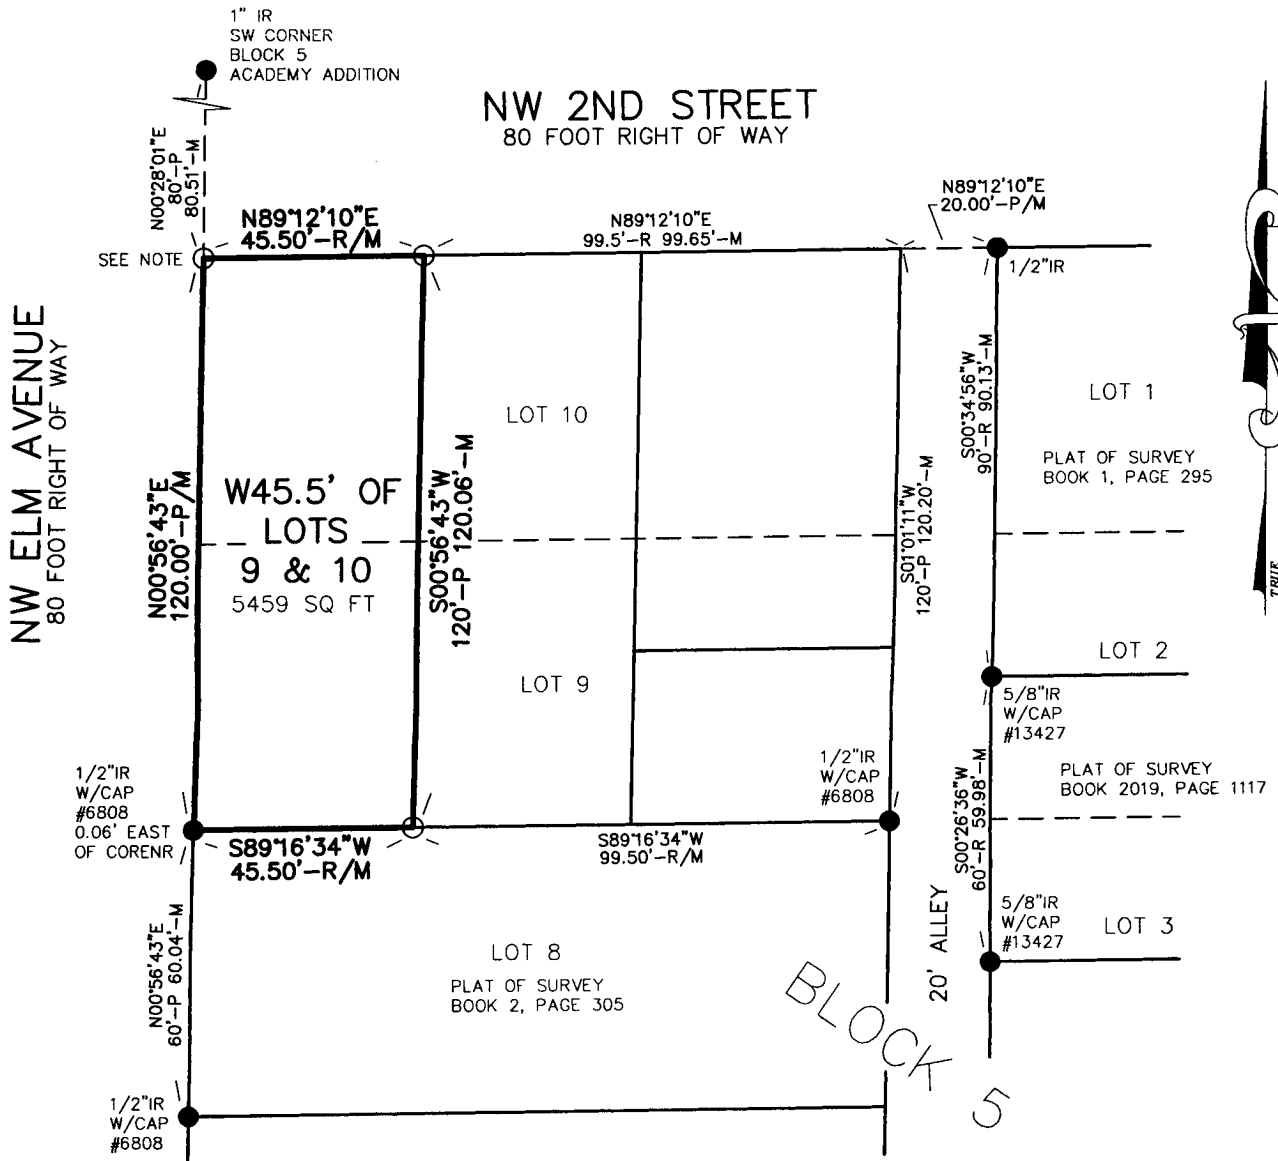 1" IR
SW CORNER
BLOCK 5
ACADEMY ADDITION
NW 2ND STREET
80 FOOT RIGHT OF WAY
N00°28'01"E
80'-P
80.51'-M
N89°12'10"E
45.50'-R/M
N89°12'10"E
99.5'-R 99.65'-M
N89°12'10"E
20.00'-P/M
SEE NOTE
1/2"IR
NW ELM AVENUE
80 FOOT RIGHT OF WAY
N00°56'43"E
120.00'-P/M
W45.5' OF
LOTS
9 & 10
5459 SQ FT
S00°56'43"W
120'-P 120.06'-M
LOT 10
LOT 9
S01°01'11"W
120'-P 120.20'-M
S00°34'56"W
90'-R 90.13'-M
LOT 1
PLAT OF SURVEY
BOOK 1, PAGE 295
TRUE
LOT 2
5/8"IR
W/CAP
#13427
PLAT OF SURVEY
BOOK 2019, PAGE 1117
1/2"IR
W/CAP
#6808
0.06' EAST
OF CORENR
1/2"IR
W/CAP
#6808
S89°16'34"W
45.50'-R/M
S89°16'34"W
99.50'-R/M
S00°26'36"W
60'-R 59.98'-M
5/8"IR
W/CAP
#13427
LOT 3
20' ALLEY
N00°56'43"E
60'-P 60.04'-M
LOT 8
PLAT OF SURVEY
BOOK 2, PAGE 305
BLOCK 5
1/2"IR
W/CAP
#6808